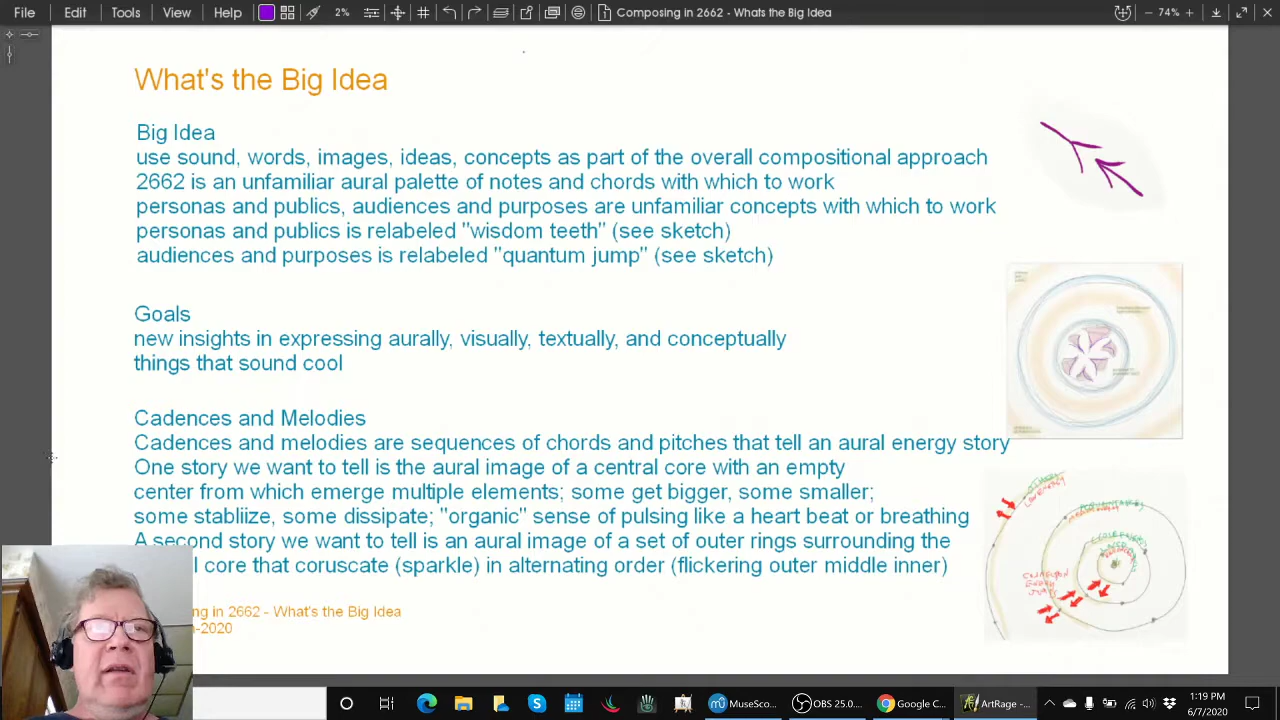 File Edit Tools View Help 2% Composing in 2662 - Whats the Big Idea 74%
What's the Big Idea
Big Idea
use sound, words, images, ideas, concepts as part of the overall compositional approach
2662 is an unfamiliar aural palette of notes and chords with which to work
personas and publics, audiences and purposes are unfamiliar concepts with which to work
personas and publics is relabeled "wisdom teeth" (see sketch)
audiences and purposes is relabeled "quantum jump" (see sketch)
Goals
new insights in expressing aurally, visually, textually, and conceptually
things that sound cool
Cadences and Melodies
Cadences and melodies are sequences of chords and pitches that tell an aural energy story
One story we want to tell is the aural image of a central core with an empty
center from which emerge multiple elements; some get bigger, some smaller;
some stabliize, some dissipate; "organic" sense of pulsing like a heart beat or breathing
A second story we want to tell is an aural image of a set of outer rings surrounding the
l core that coruscate (sparkle) in alternating order (flickering outer middle inner)
ng in 2662 - What's the Big Idea
-2020
MuseSco... OBS 25.0... Google C... ArtRage -...
1:19 PM
6/7/2020